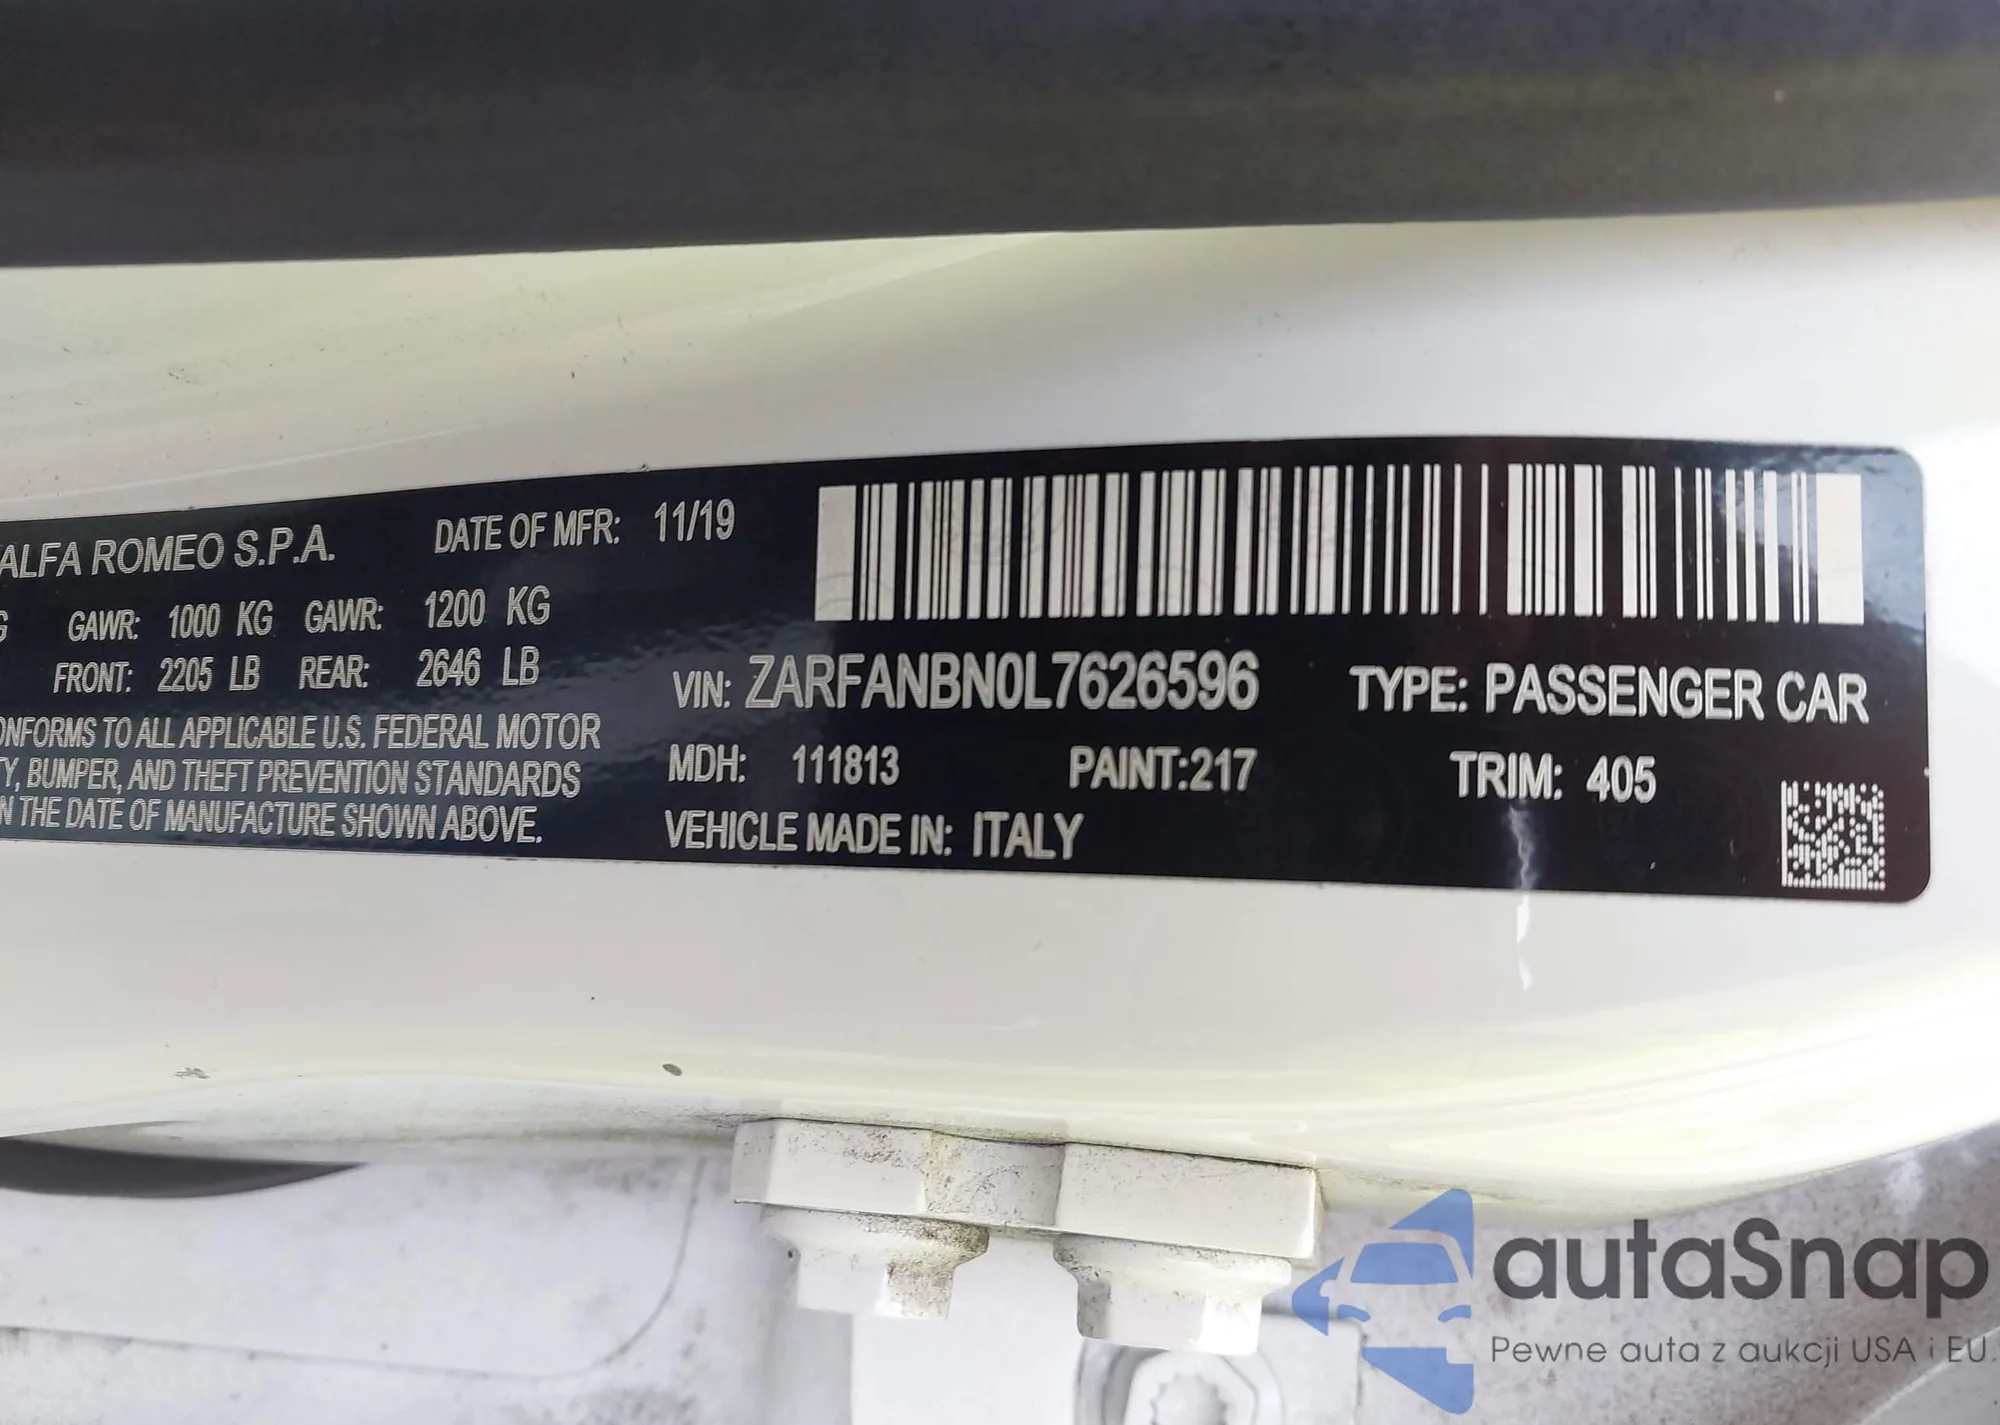 ALFA ROMEO S.P.A. DATE OF MFR: 11/19
G GAWR: 1000 KG GAWR: 1200 KG
FRONT: 2205 LB REAR: 2646 LB
ONFORMS TO ALL APPLICABLE U.S. FEDERAL MOTOR
TY, BUMPER, AND THEFT PREVENTION STANDARDS
N THE DATE OF MANUFACTURE SHOWN ABOVE.
VIN: ZARFANBN0L7626596 TYPE: PASSENGER CAR
MDH: 111813 PAINT:217 TRIM: 405
VEHICLE MADE IN: ITALY
autaSnap
Pewne auta z aukcji USA i EU.